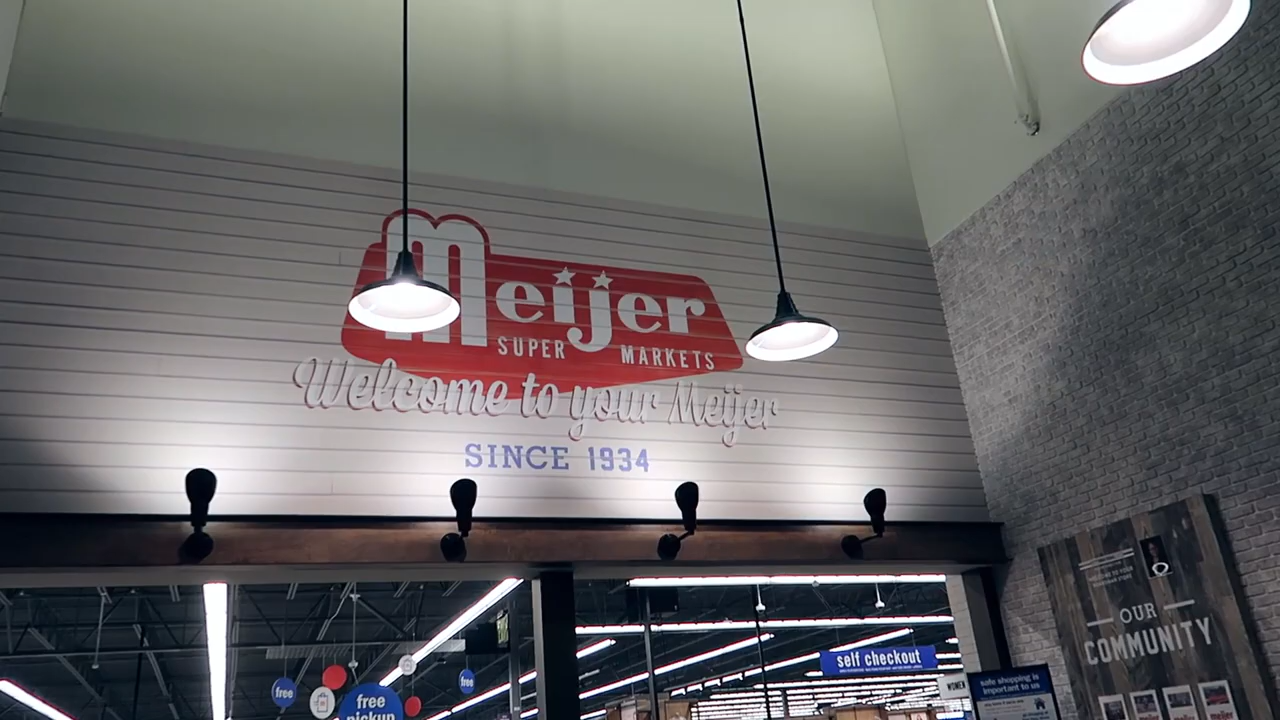 Meijer
SUPER MARKETS
Welcome to your Meijer
SINCE 1934
OUR
COMMUNITY
self checkout
safe shopping is
important to us
WOMEN
free
free
free
pickup